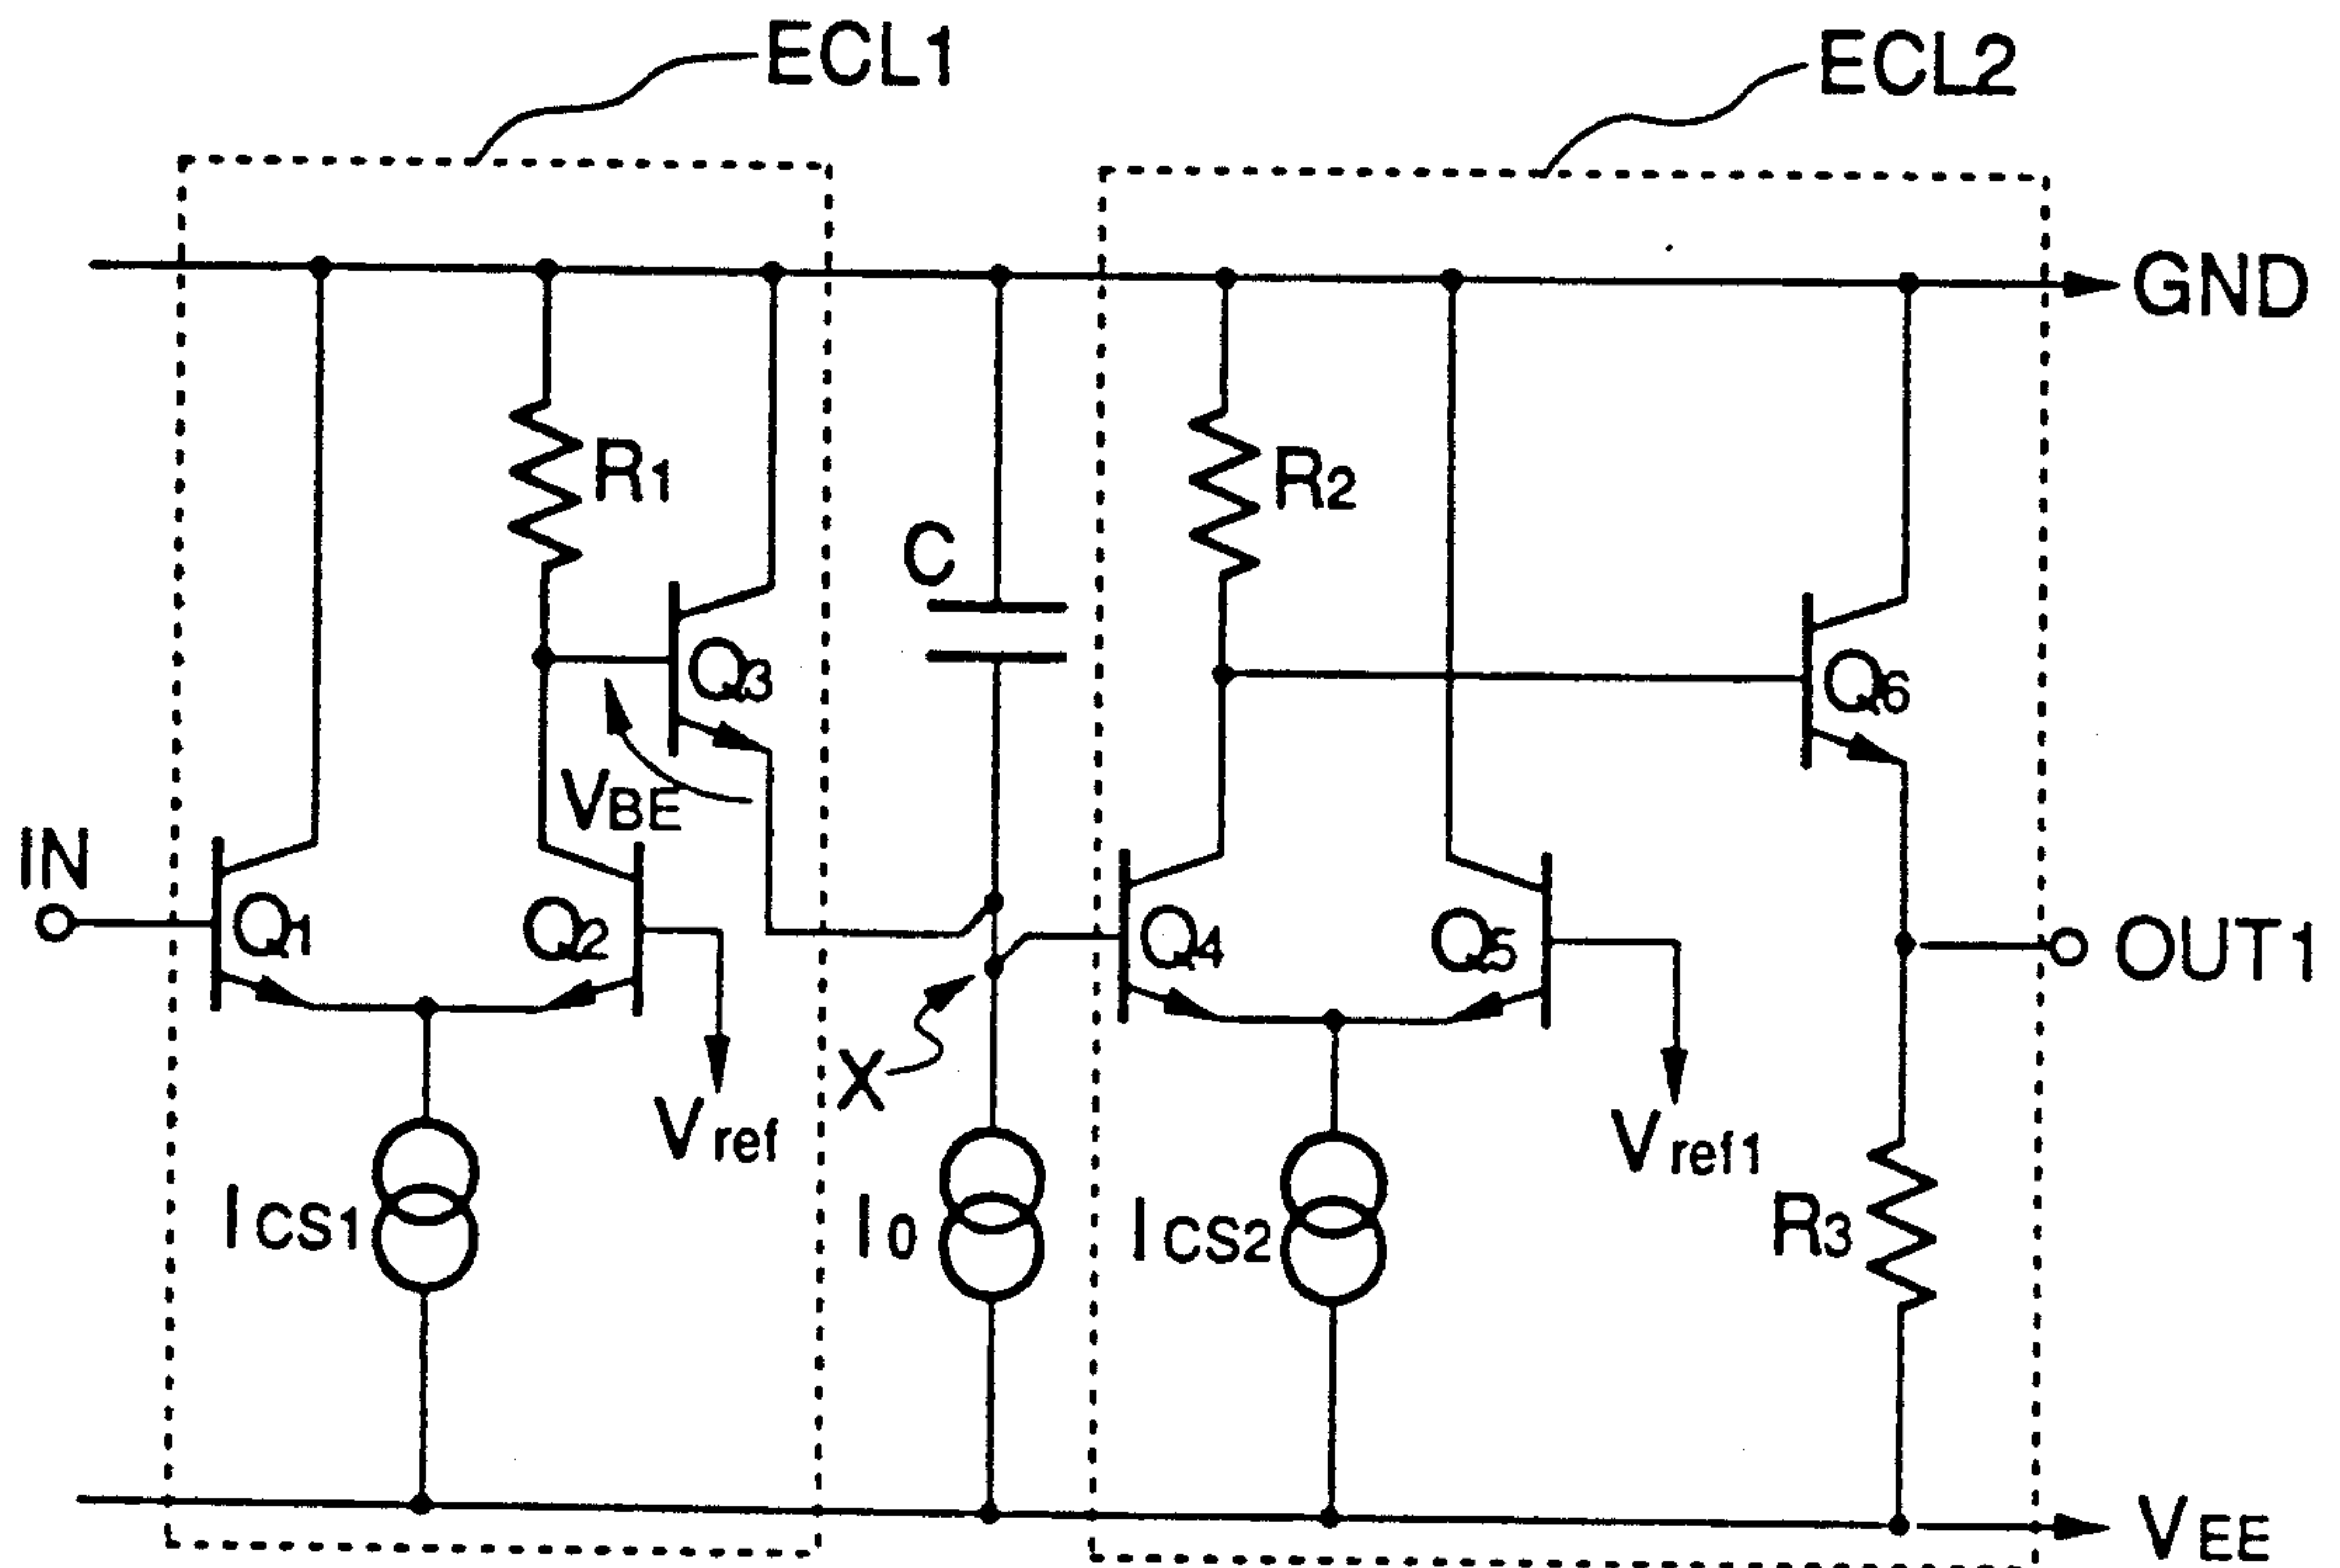 ECL1
ECL2
GND
R1
R2
C
Q3
Q6
VBE
IN
Q1
Q2
Q4
Q5
OUT1
X
Vref
Vref1
ICS1
I0
ICS2
R3
VEE